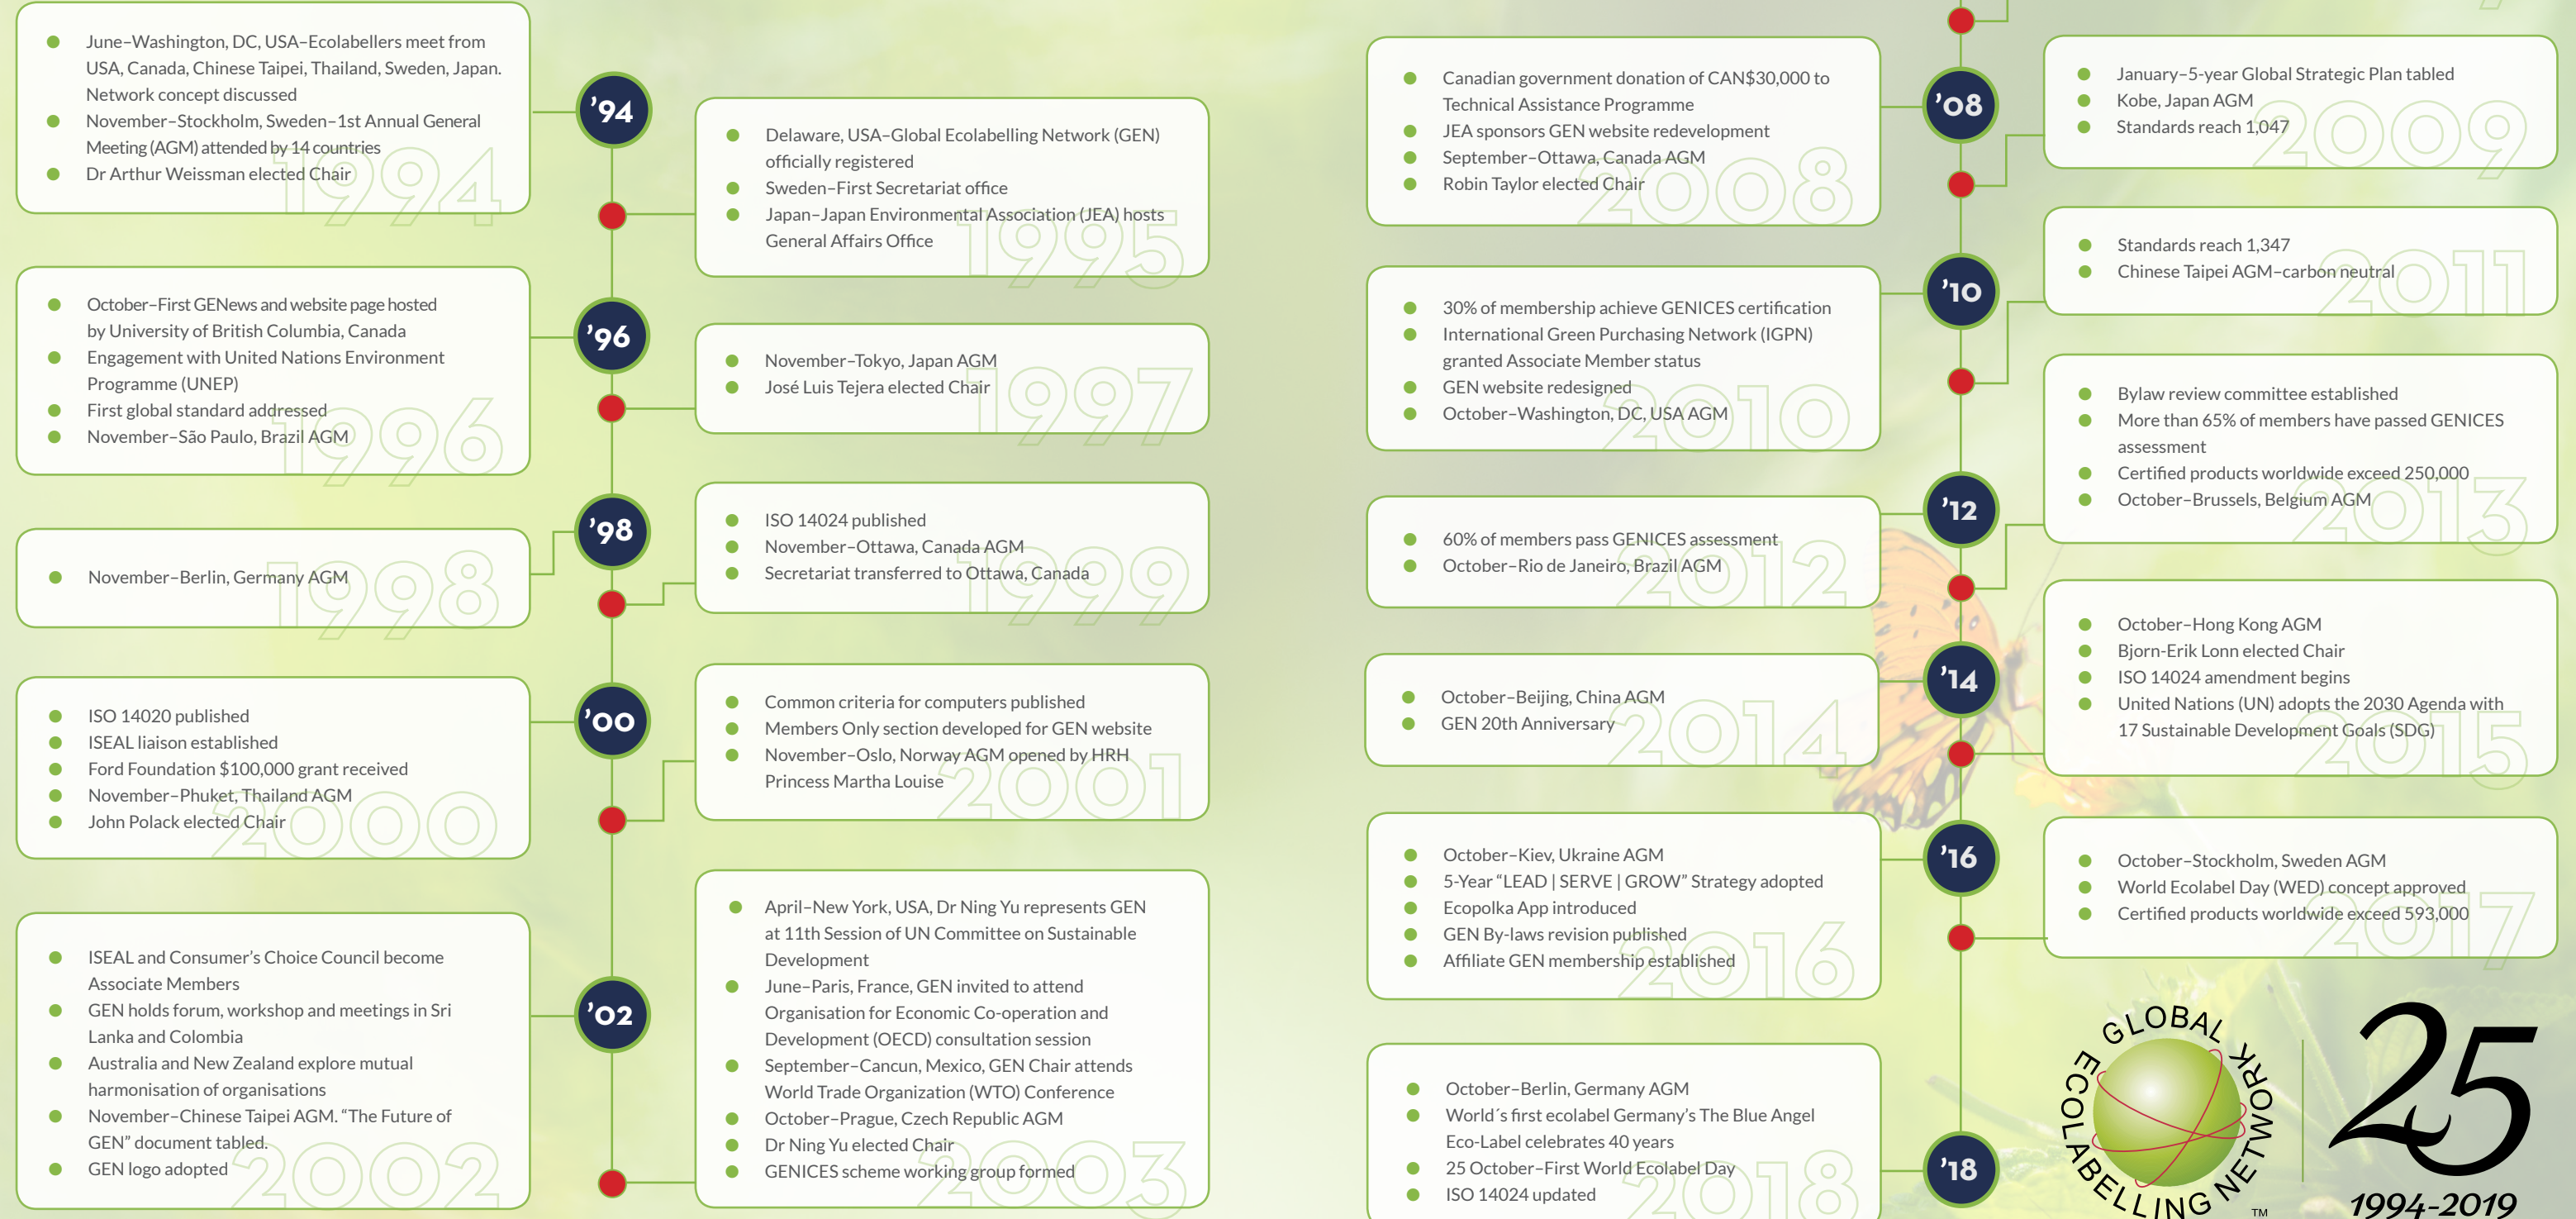 June–Washington, DC, USA–Ecolabellers meet from
USA, Canada, Chinese Taipei, Thailand, Sweden, Japan.
Network concept discussed
November–Stockholm, Sweden–1st Annual General
Meeting (AGM) attended by 14 countries
Dr Arthur Weissman elected Chair
1994
’94
Delaware, USA–Global Ecolabelling Network (GEN)
officially registered
Sweden–First Secretariat office
Japan–Japan Environmental Association (JEA) hosts
General Affairs Office
1995
October–First GENews and website page hosted
by University of British Columbia, Canada
Engagement with United Nations Environment
Programme (UNEP)
First global standard addressed
November–São Paulo, Brazil AGM
1996
’96
November–Tokyo, Japan AGM
José Luis Tejera elected Chair
1997
November–Berlin, Germany AGM
1998
’98
ISO 14024 published
November–Ottawa, Canada AGM
Secretariat transferred to Ottawa, Canada
1999
ISO 14020 published
ISEAL liaison established
Ford Foundation $100,000 grant received
November–Phuket, Thailand AGM
John Polack elected Chair
2000
’00
Common criteria for computers published
Members Only section developed for GEN website
November–Oslo, Norway AGM opened by HRH
Princess Martha Louise
2001
ISEAL and Consumer’s Choice Council become
Associate Members
GEN holds forum, workshop and meetings in Sri
Lanka and Colombia
Australia and New Zealand explore mutual
harmonisation of organisations
November–Chinese Taipei AGM. “The Future of
GEN” document tabled.
GEN logo adopted
2002
’02
April–New York, USA, Dr Ning Yu represents GEN
at 11th Session of UN Committee on Sustainable
Development
June–Paris, France, GEN invited to attend
Organisation for Economic Co-operation and
Development (OECD) consultation session
September–Cancun, Mexico, GEN Chair attends
World Trade Organization (WTO) Conference
October–Prague, Czech Republic AGM
Dr Ning Yu elected Chair
GENICES scheme working group formed
2003
Canadian government donation of CAN$30,000 to
Technical Assistance Programme
JEA sponsors GEN website redevelopment
September–Ottawa, Canada AGM
Robin Taylor elected Chair
2008
’08
January–5-year Global Strategic Plan tabled
Kobe, Japan AGM
Standards reach 1,047
2009
30% of membership achieve GENICES certification
International Green Purchasing Network (IGPN)
granted Associate Member status
GEN website redesigned
October–Washington, DC, USA AGM
2010
’10
Standards reach 1,347
Chinese Taipei AGM–carbon neutral
2011
60% of members pass GENICES assessment
October–Rio de Janeiro, Brazil AGM
2012
’12
Bylaw review committee established
More than 65% of members have passed GENICES
assessment
Certified products worldwide exceed 250,000
October–Brussels, Belgium AGM
2013
October–Beijing, China AGM
GEN 20th Anniversary
2014
’14
October–Hong Kong AGM
Bjorn-Erik Lonn elected Chair
ISO 14024 amendment begins
United Nations (UN) adopts the 2030 Agenda with
17 Sustainable Development Goals (SDG)
2015
October–Kiev, Ukraine AGM
5-Year “LEAD | SERVE | GROW” Strategy adopted
Ecopolka App introduced
GEN By-laws revision published
Affiliate GEN membership established
2016
’16
October–Stockholm, Sweden AGM
World Ecolabel Day (WED) concept approved
Certified products worldwide exceed 593,000
2017
October–Berlin, Germany AGM
World´s first ecolabel Germany’s The Blue Angel
Eco-Label celebrates 40 years
25 October–First World Ecolabel Day
ISO 14024 updated
2018
’18
GLOBAL ECOLABELLING NETWORK
TM
25
1994-2019